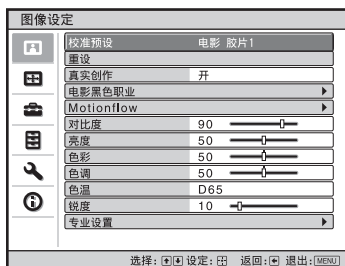 图像设定
校准预设 电影 胶片1
重设
真实创作 开
电影黑色职业
Motionflow
对比度 90
亮度 50
色彩 50
色调 50
色温 D65
锐度 10
专业设置
选择: 设定: 返回: 退出: MENU